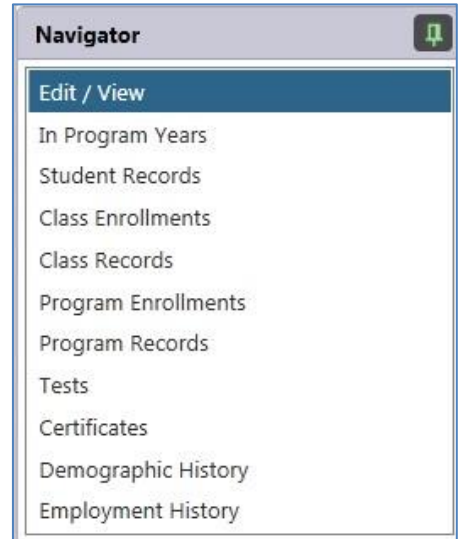 Navigator
Edit / View
In Program Years
Student Records
Class Enrollments
Class Records
Program Enrollments
Program Records
Tests
Certificates
Demographic History
Employment History